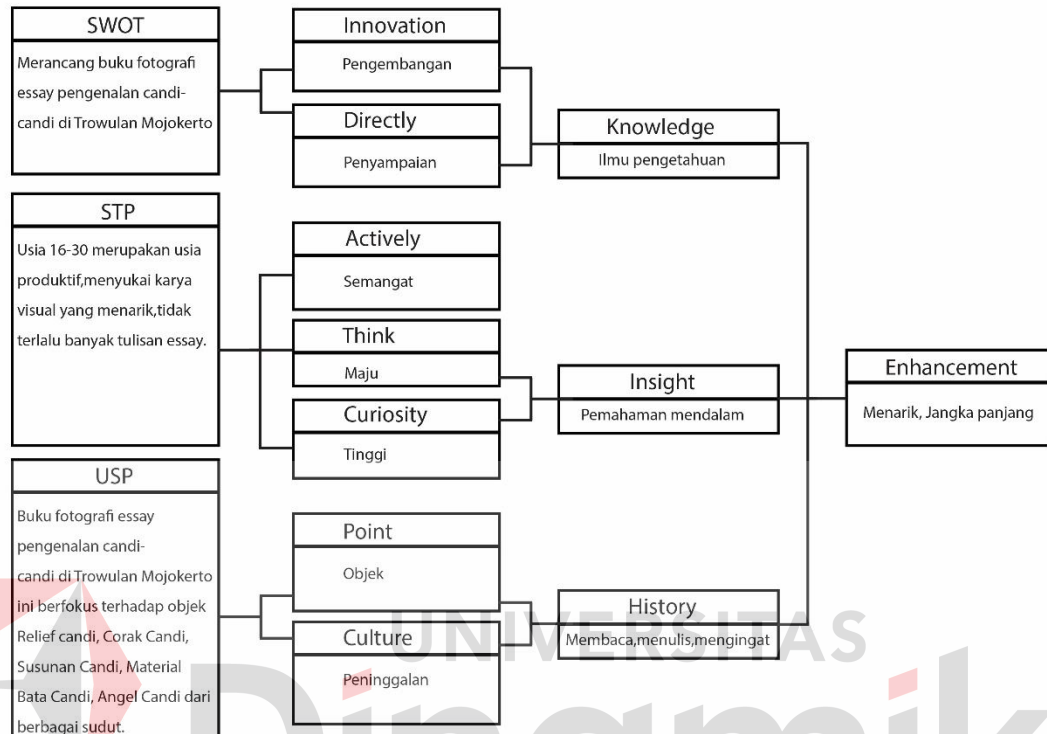 SWOT
Merancang buku fotografi
essay pengenalan candi-
candi di Trowulan Mojokerto
Innovation
Pengembangan
Directly
Penyampaian
Knowledge
Ilmu pengetahuan
STP
Usia 16-30 merupakan usia
produktif,menyukai karya
visual yang menarik,tidak
terlalu banyak tulisan essay.
Actively
Semangat
Think
Maju
Curiosity
Tinggi
Insight
Pemahaman mendalam
Enhancement
Menarik, Jangka panjang
USP
Buku fotografi essay
pengenalan candi-
candi di Trowulan Mojokerto
ini berfokus terhadap objek
Relief candi, Corak Candi,
Susunan Candi, Material
Bata Candi, Angel Candi dari
berbagai sudut.
Point
Objek
Culture
Peninggalan
History
Membaca,menulis,mengingat
UNIVERSITAS
Dinamik